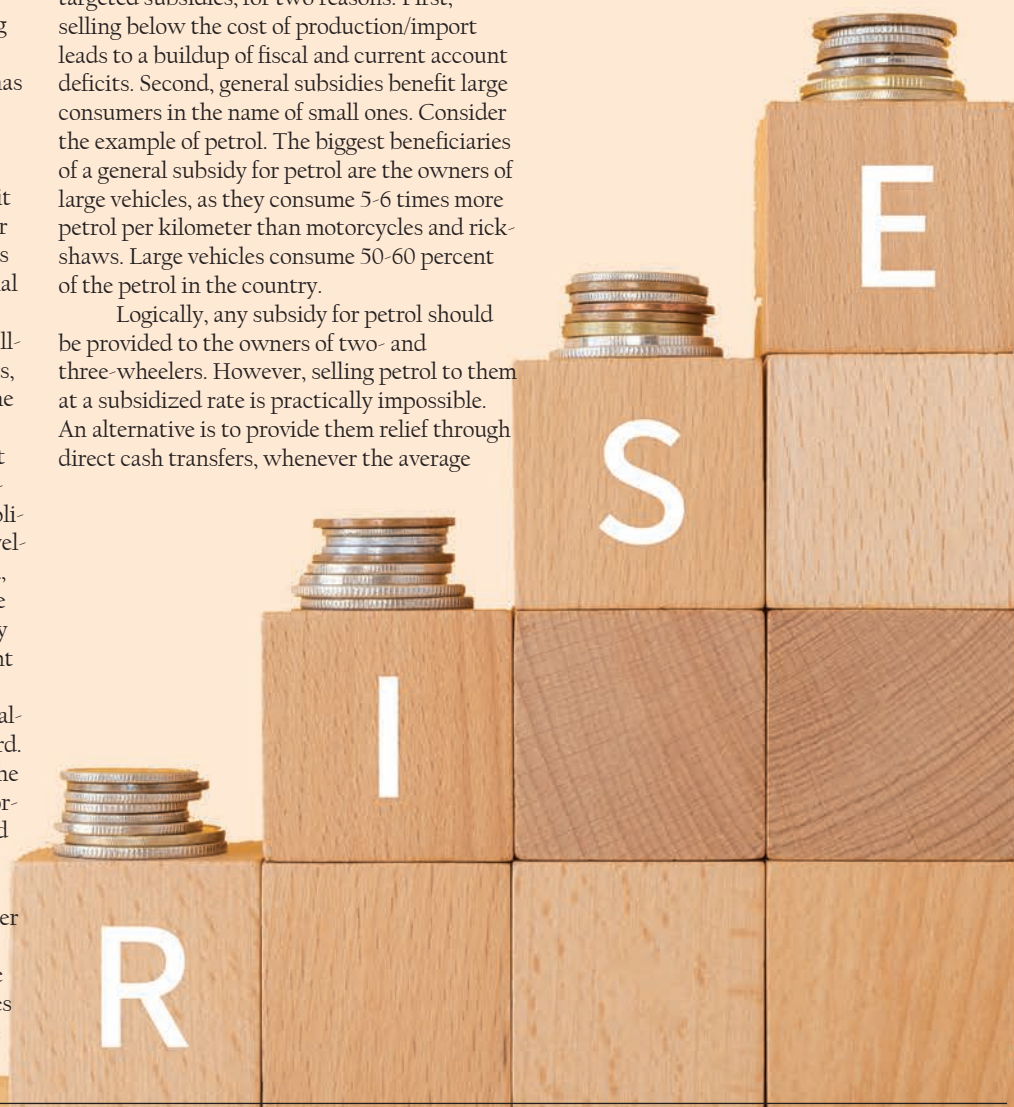 targeted subsidies, for two reasons. First,
selling below the cost of production/import
leads to a buildup of fiscal and current account
deficits. Second, general subsidies benefit large
consumers in the name of small ones. Consider
the example of petrol. The biggest beneficiaries
of a general subsidy for petrol are the owners of
large vehicles, as they consume 5-6 times more
petrol per kilometer than motorcycles and rick-
shaws. Large vehicles consume 50-60 percent
of the petrol in the country.
Logically, any subsidy for petrol should
be provided to the owners of two- and
three-wheelers. However, selling petrol to them
at a subsidized rate is practically impossible.
An alternative is to provide them relief through
direct cash transfers, whenever the average
R
I
S
E